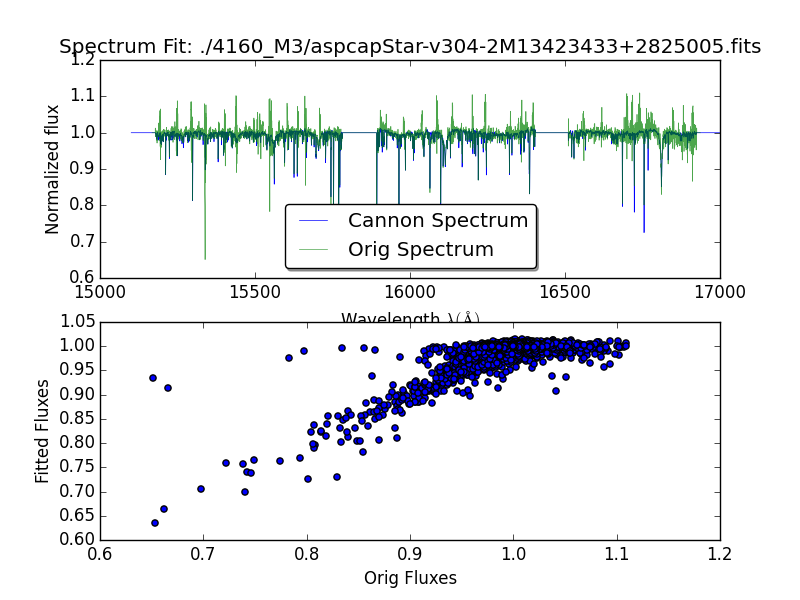 Spectrum Fit: ./4160_M3/aspcapStar-v304-2M13423433+2825005.fits
1.2
1.1
1.0
0.9
0.8
0.7
0.6
Normalized flux
Cannon Spectrum
Orig Spectrum
15000 15500 16000 16500 17000
Wavelength λ(Å)
1.05
1.00
0.95
0.90
0.85
0.80
0.75
0.70
0.65
0.60
Fitted Fluxes
0.6 0.7 0.8 0.9 1.0 1.1 1.2
Orig Fluxes